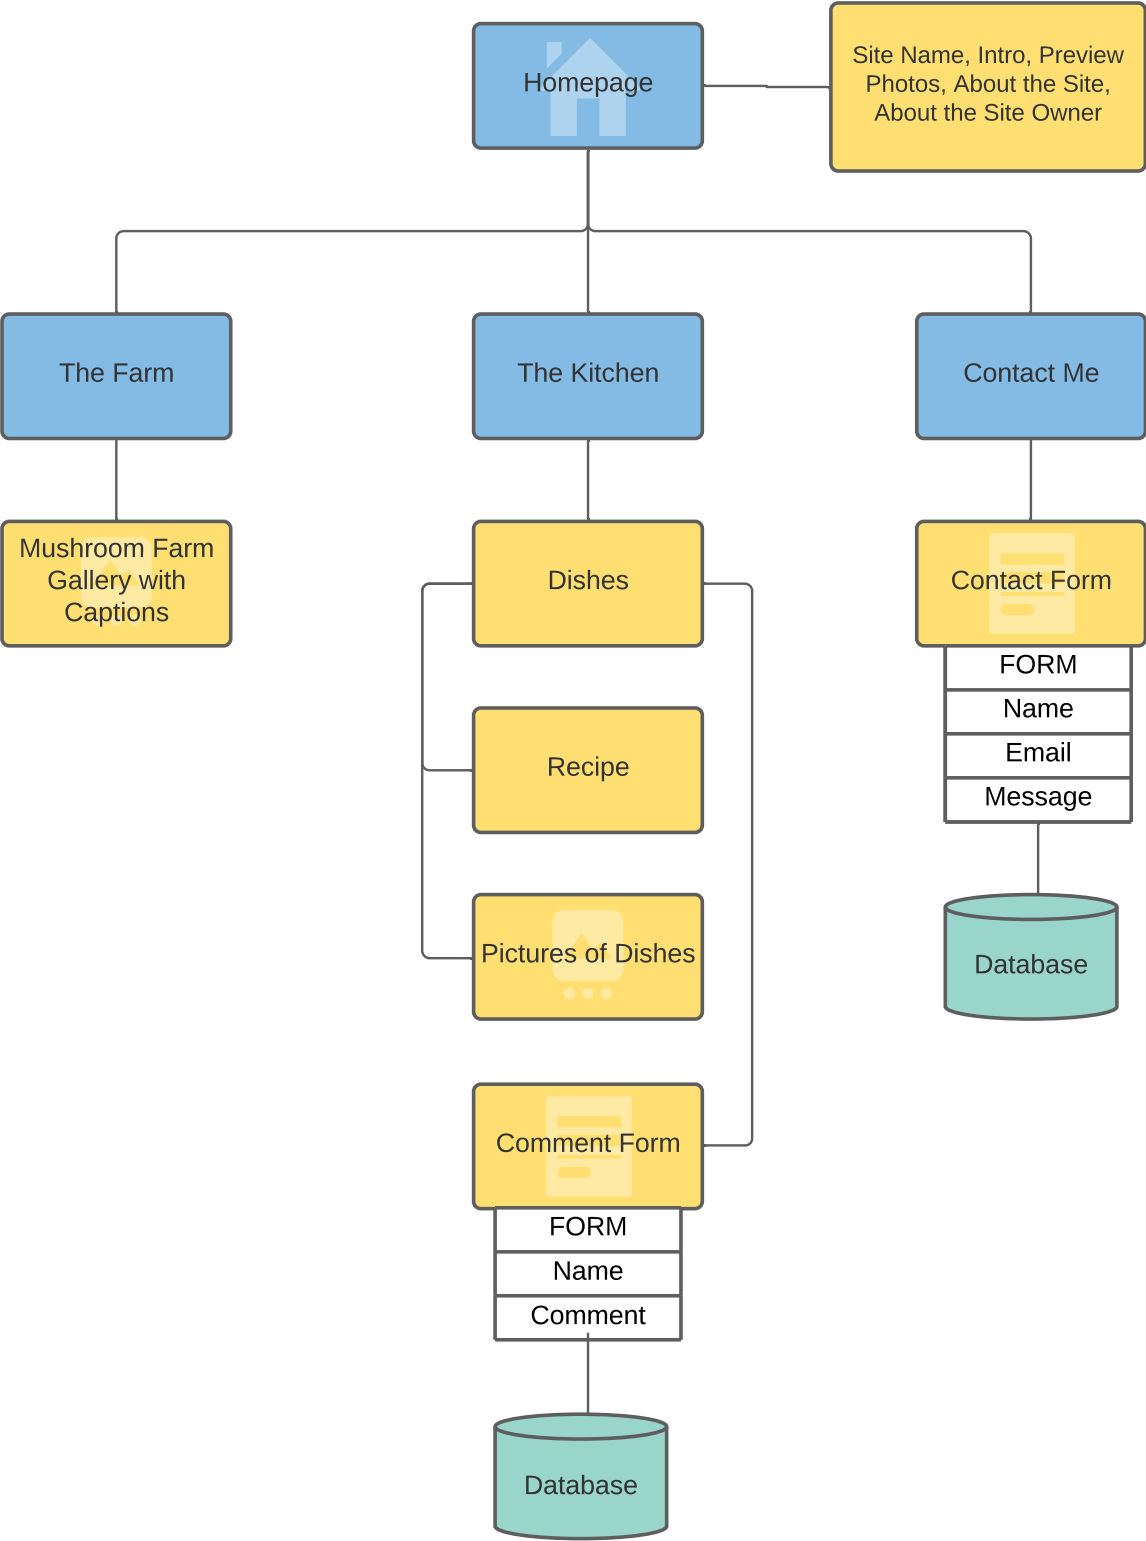 Homepage
Site Name, Intro, Preview
Photos, About the Site,
About the Site Owner
The Farm
The Kitchen
Contact Me
Mushroom Farm
Gallery with
Captions
Dishes
Contact Form
FORM
Name
Email
Message
Recipe
Pictures of Dishes
Database
Comment Form
FORM
Name
Comment
Database